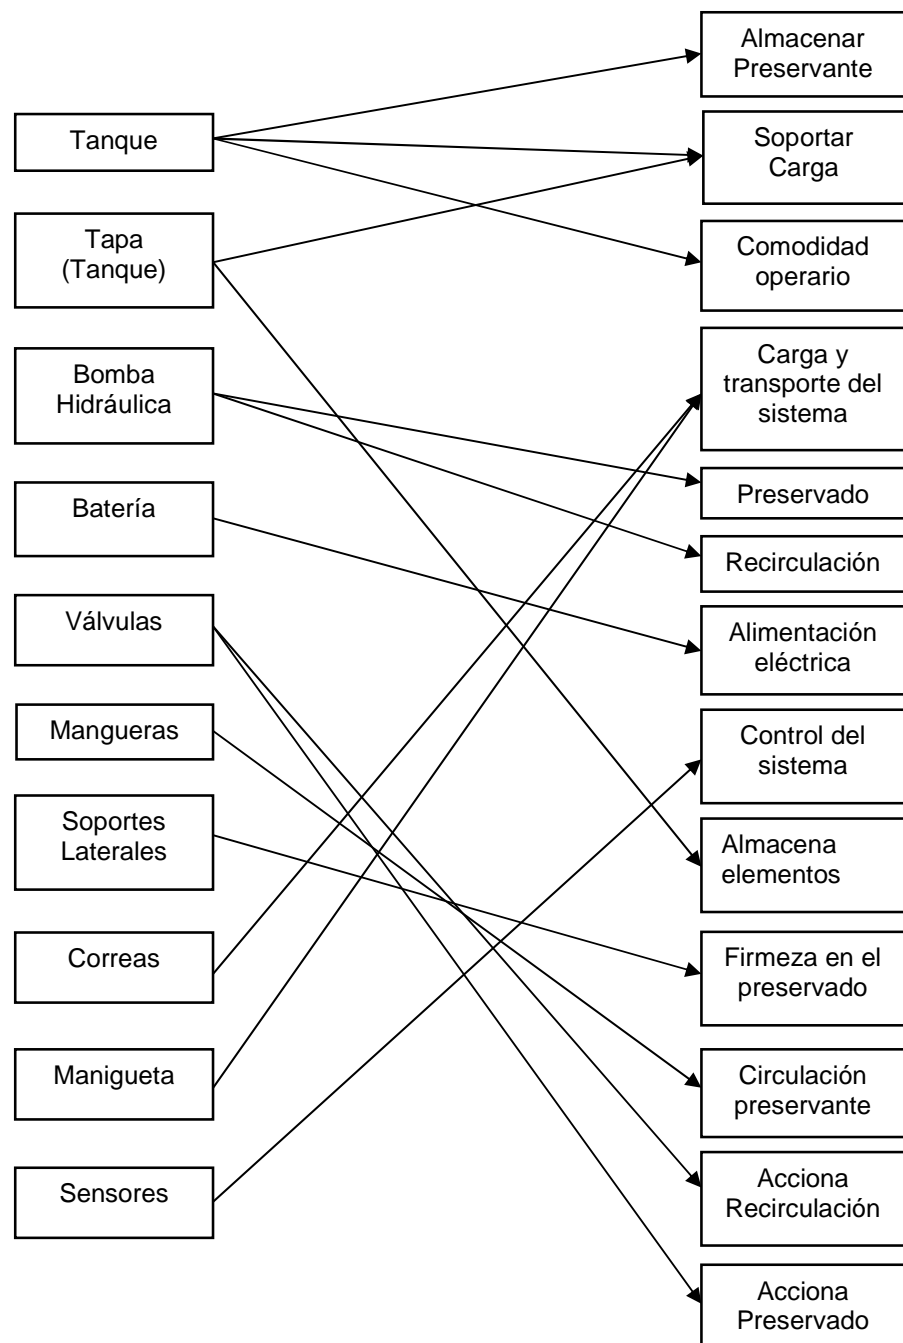 Tanque
Tapa
(Tanque)
Bomba
Hidráulica
Batería
Válvulas
Mangueras
Soportes
Laterales
Correas
Manigueta
Sensores
Almacenar
Preservante
Soportar
Carga
Comodidad
operario
Carga y
transporte del
sistema
Preservado
Recirculación
Alimentación
eléctrica
Control del
sistema
Almacena
elementos
Firmeza en el
preservado
Circulación
preservante
Acciona
Recirculación
Acciona
Preservado